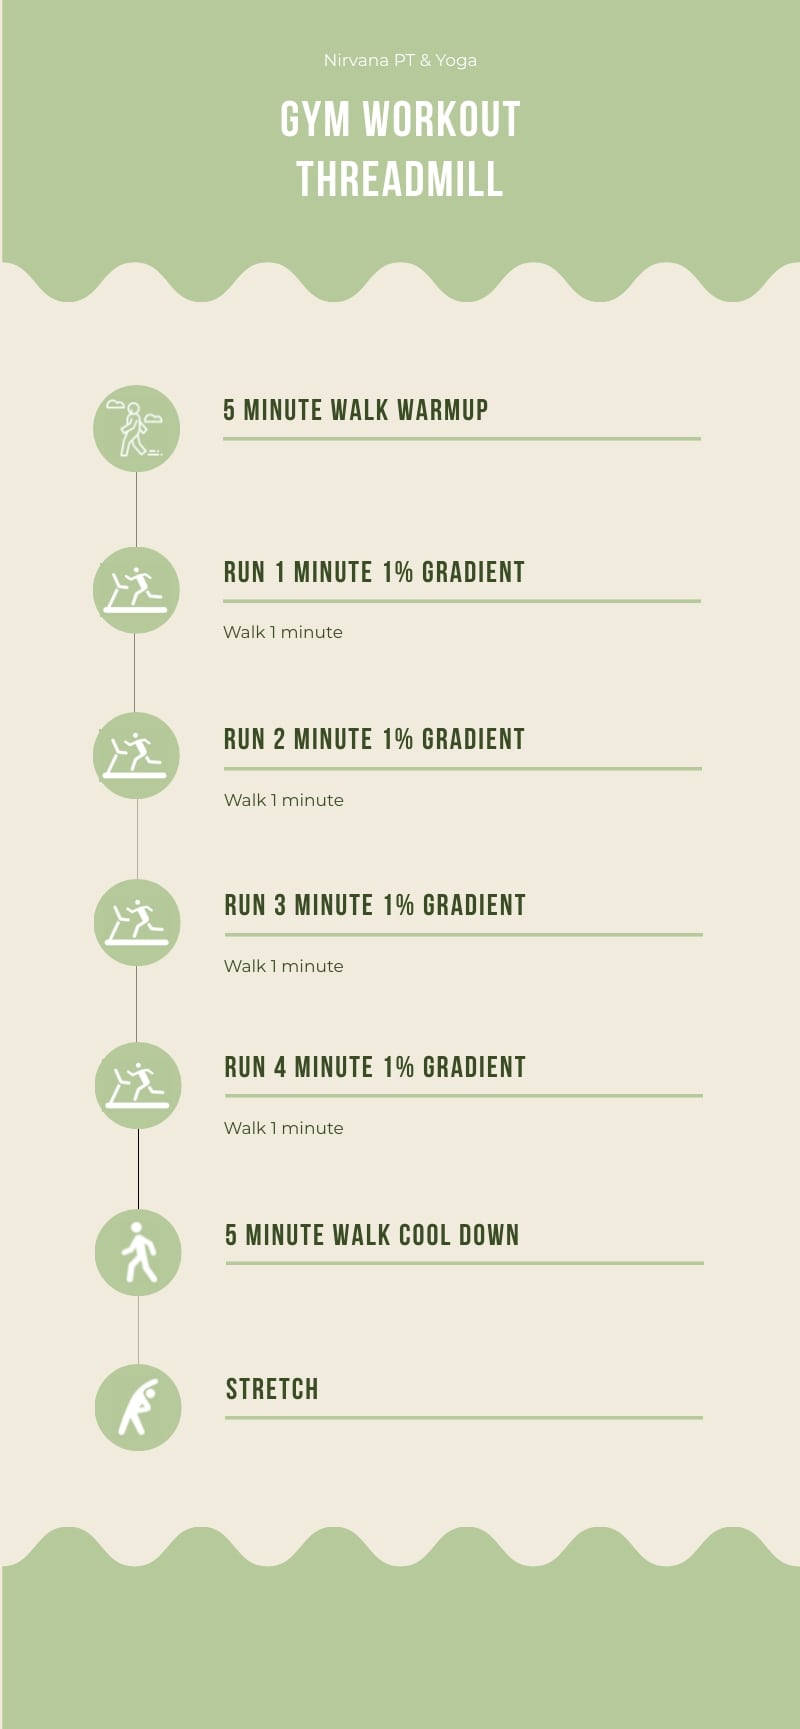 Nirvana PT & Yoga
GYM WORKOUT
THREADMILL
5 MINUTE WALK WARMUP
RUN 1 MINUTE 1% GRADIENT
Walk 1 minute
RUN 2 MINUTE 1% GRADIENT
Walk 1 minute
RUN 3 MINUTE 1% GRADIENT
Walk 1 minute
RUN 4 MINUTE 1% GRADIENT
Walk 1 minute
5 MINUTE WALK COOL DOWN
STRETCH